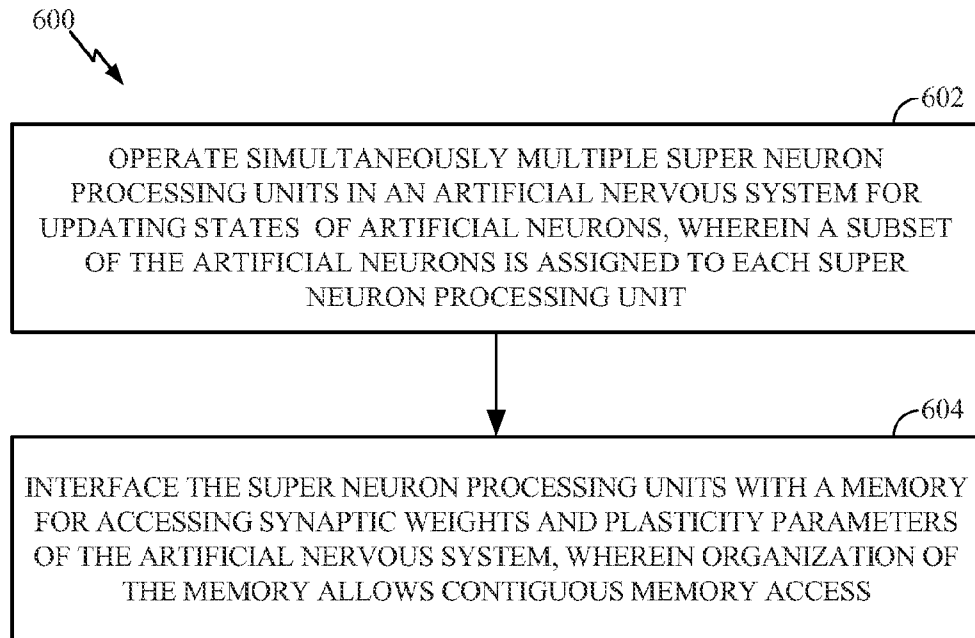 600
602
OPERATE SIMULTANEOUSLY MULTIPLE SUPER NEURON
PROCESSING UNITS IN AN ARTIFICIAL NERVOUS SYSTEM FOR
UPDATING STATES OF ARTIFICIAL NEURONS, WHEREIN A SUBSET
OF THE ARTIFICIAL NEURONS IS ASSIGNED TO EACH SUPER
NEURON PROCESSING UNIT
604
INTERFACE THE SUPER NEURON PROCESSING UNITS WITH A MEMORY
FOR ACCESSING SYNAPTIC WEIGHTS AND PLASTICITY PARAMETERS
OF THE ARTIFICIAL NERVOUS SYSTEM, WHEREIN ORGANIZATION OF
THE MEMORY ALLOWS CONTIGUOUS MEMORY ACCESS